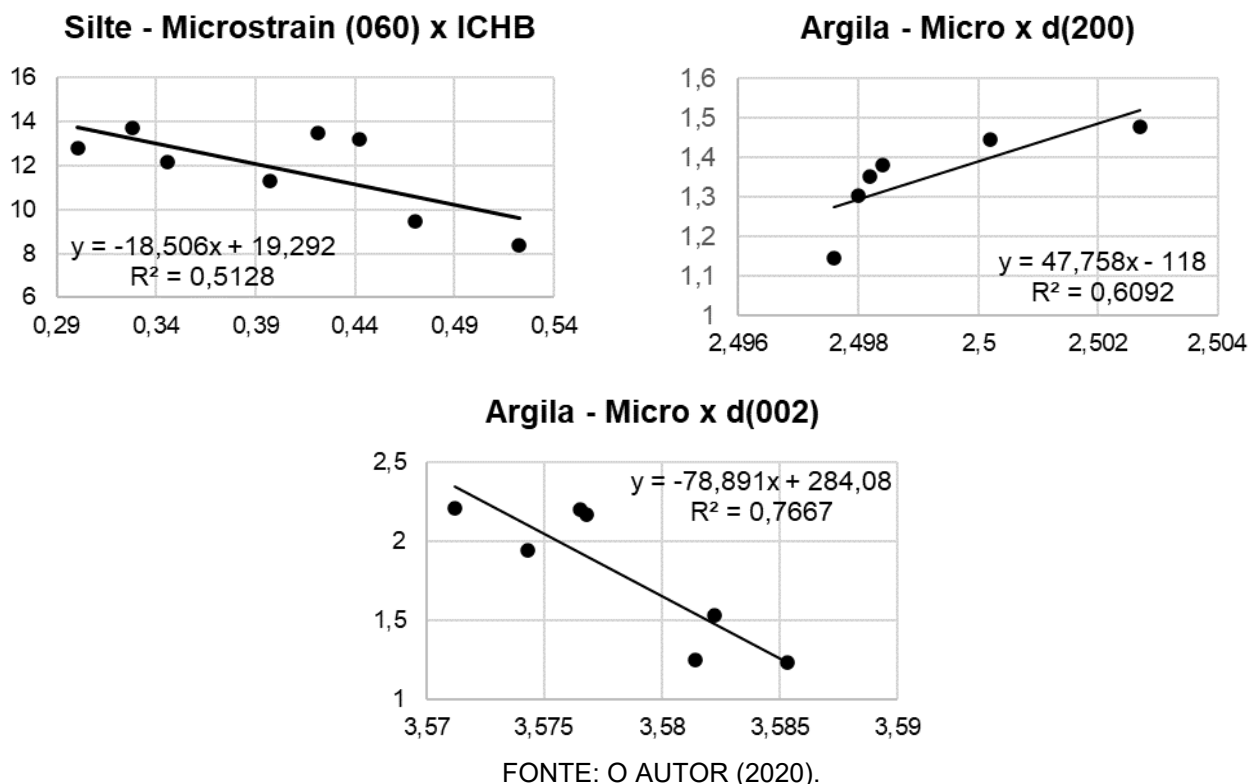 Silte - Microstrain (060) x ICHB
16
14
12
10
8
6
y = -18,506x + 19,292
R² = 0,5128
0,29 0,34 0,39 0,44 0,49 0,54
Argila - Micro x d(200)
1,6
1,5
1,4
1,3
1,2
1,1
1
y = 47,758x - 118
R² = 0,6092
2,496 2,498 2,5 2,502 2,504
Argila - Micro x d(002)
2,5
2
1,5
1
y = -78,891x + 284,08
R² = 0,7667
3,57 3,575 3,58 3,585 3,59
FONTE: O AUTOR (2020).